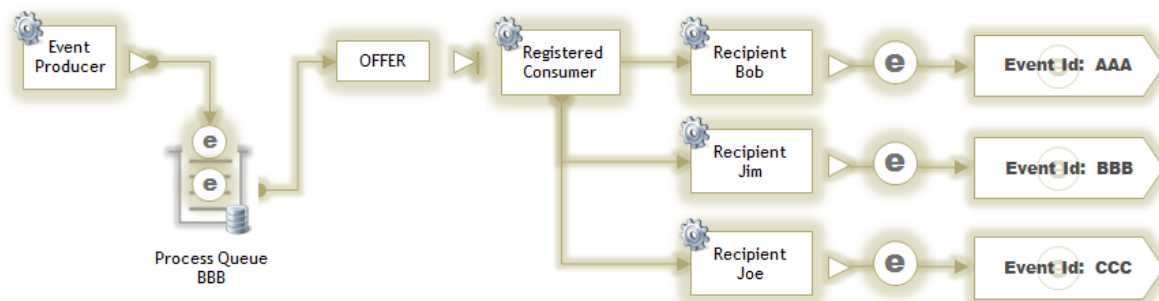 Event
Producer
e
e
Process Queue
BBB
OFFER
Registered
Consumer
Recipient
Bob
e
Event Id: AAA
Recipient
Jim
e
Event Id: BBB
Recipient
Joe
e
Event Id: CCC